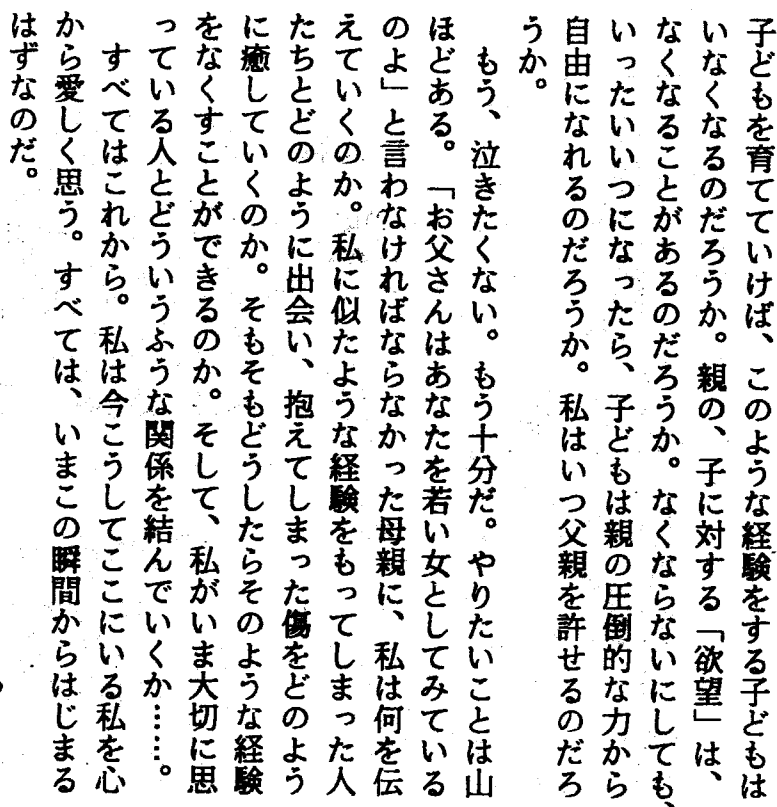 子どもを育てていけば、このような経験をする子どもは
いなくなるのだろうか。親の、子に対する「欲望」は、
なくなることがあるのだろうか。なくならないにしても、
いったいいつになったら、子どもは親の圧倒的な力から
自由になれるのだろうか。私はいつ父親を許せるのだろ
うか。
もう、泣きたくない。もう十分だ。やりたいことは山
ほどある。「お父さんはあなたを若い女としてみている
のよ」と言わなければならなかった母親に、私は何を伝
えていくのか。私に似たような経験をもってしまった人
たちとどのように出会い、抱えてしまった傷をどのよう
に癒していくのか。そもそもどうしたらそのような経験
をなくすことができるのか。そして、私がいま大切に思
っている人とどういうふうな関係を結んでいくか……。
すべてはこれから。私は今こうしてここにいる私を心
から愛しく思う。すべては、いまこの瞬間からはじまる
はずなのだ。